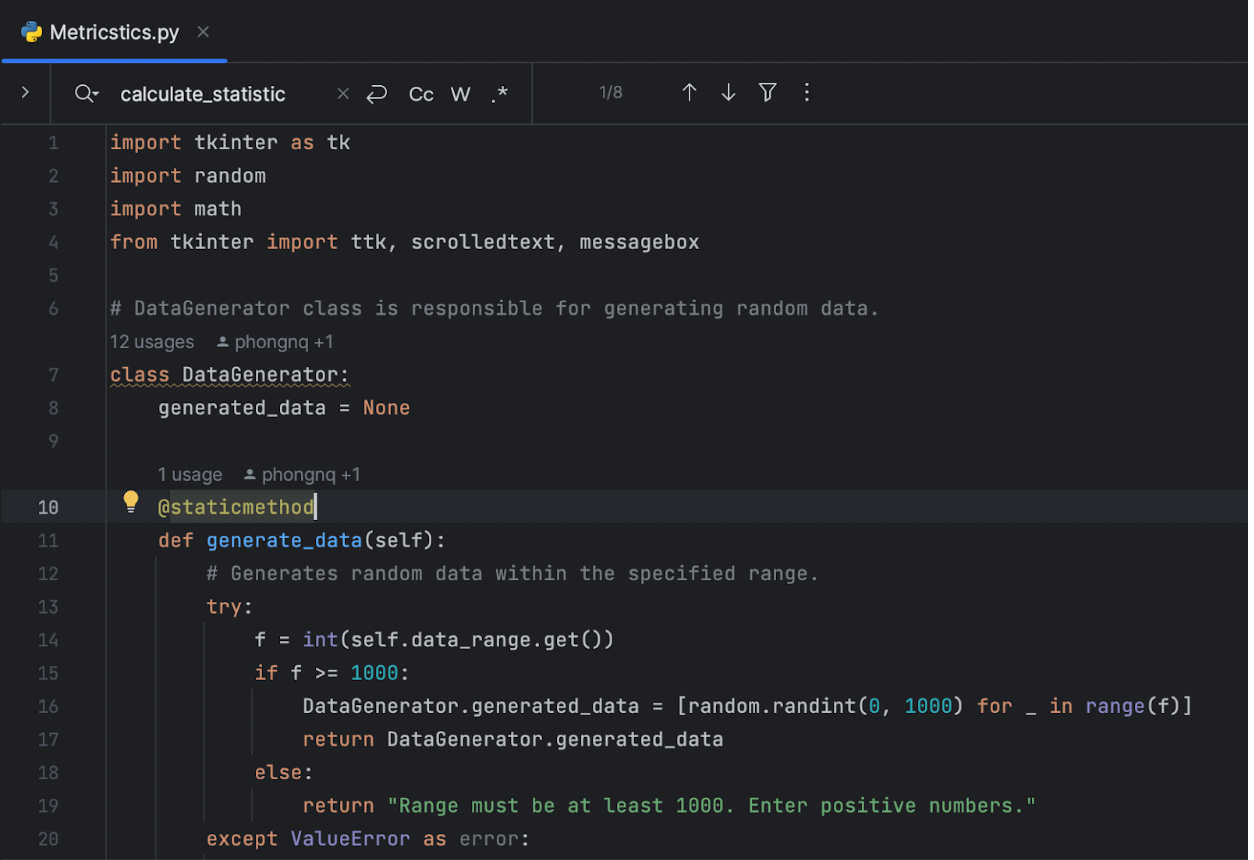 Metricstics.py
calculate_statistic Cc W .* 1/8
1 import tkinter as tk
2 import random
3 import math
4 from tkinter import ttk, scrolledtext, messagebox
5
6 # DataGenerator class is responsible for generating random data.
12 usages phongnq +1
7 class DataGenerator:
8 generated_data = None
9
1 usage phongnq +1
10 @staticmethod
11 def generate_data(self):
12 # Generates random data within the specified range.
13 try:
14 f = int(self.data_range.get())
15 if f >= 1000:
16 DataGenerator.generated_data = [random.randint(0, 1000) for _ in range(f)]
17 return DataGenerator.generated_data
18 else:
19 return "Range must be at least 1000. Enter positive numbers."
20 except ValueError as error: